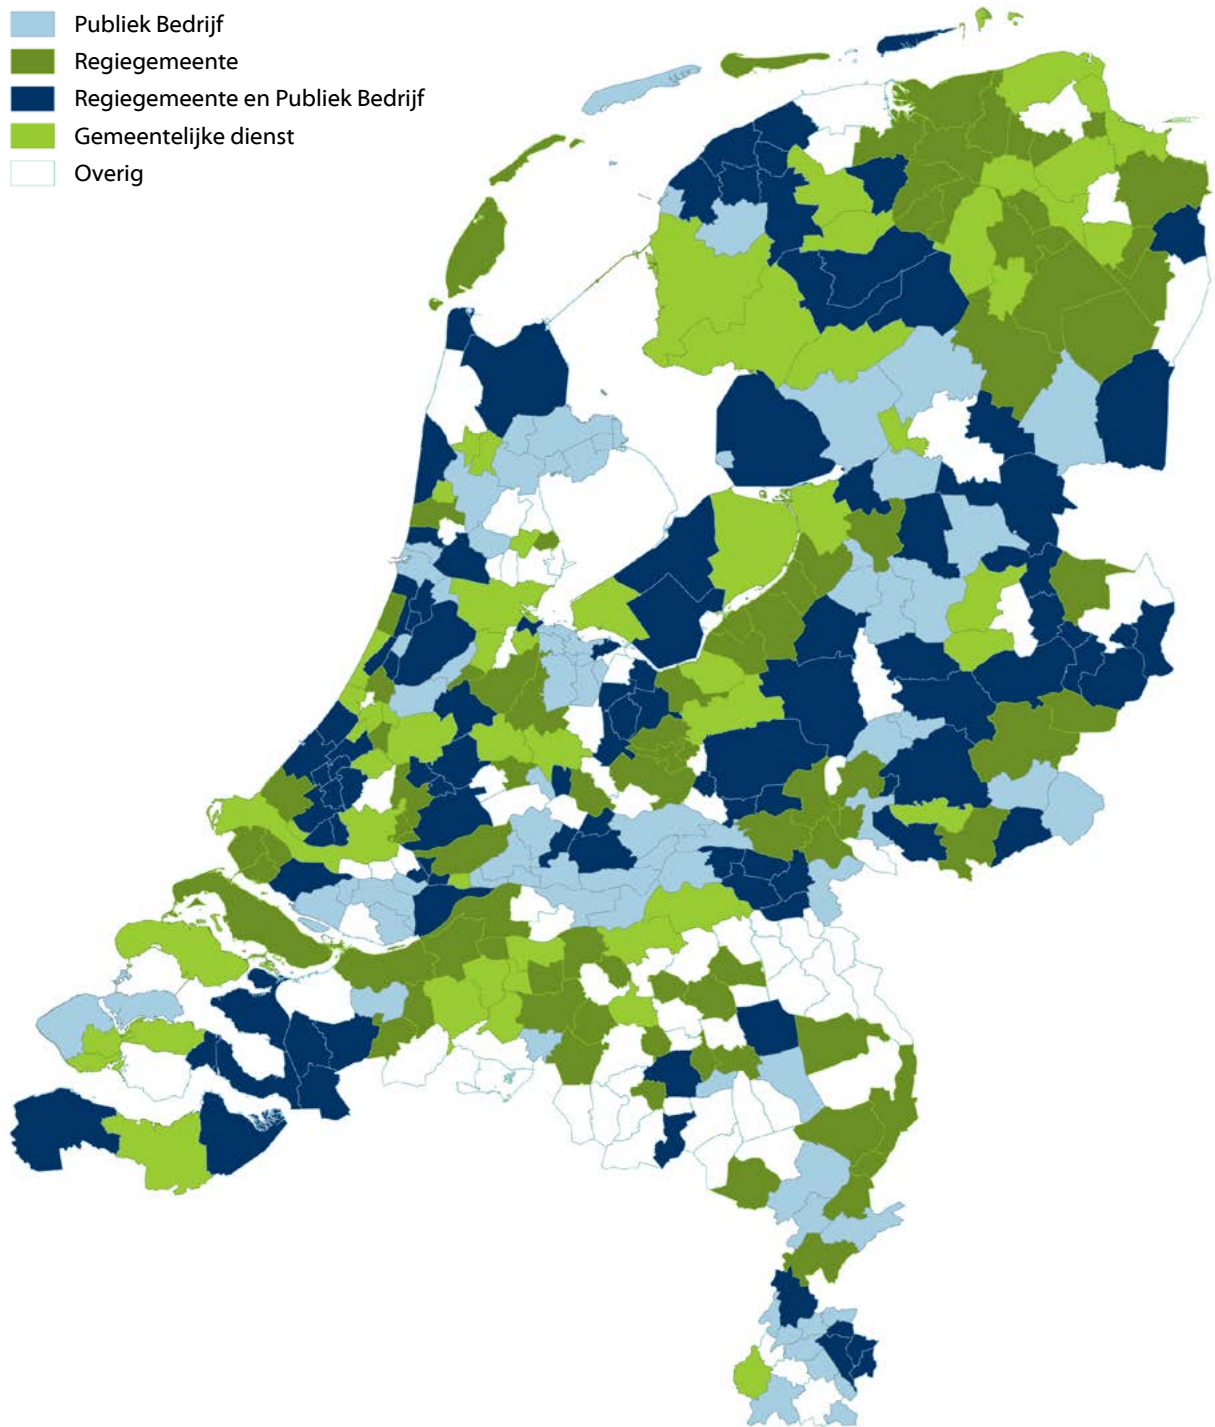 Publiek Bedrijf
Regiegemeente
Regiegemeente en Publiek Bedrijf
Gemeentelijke dienst
Overig